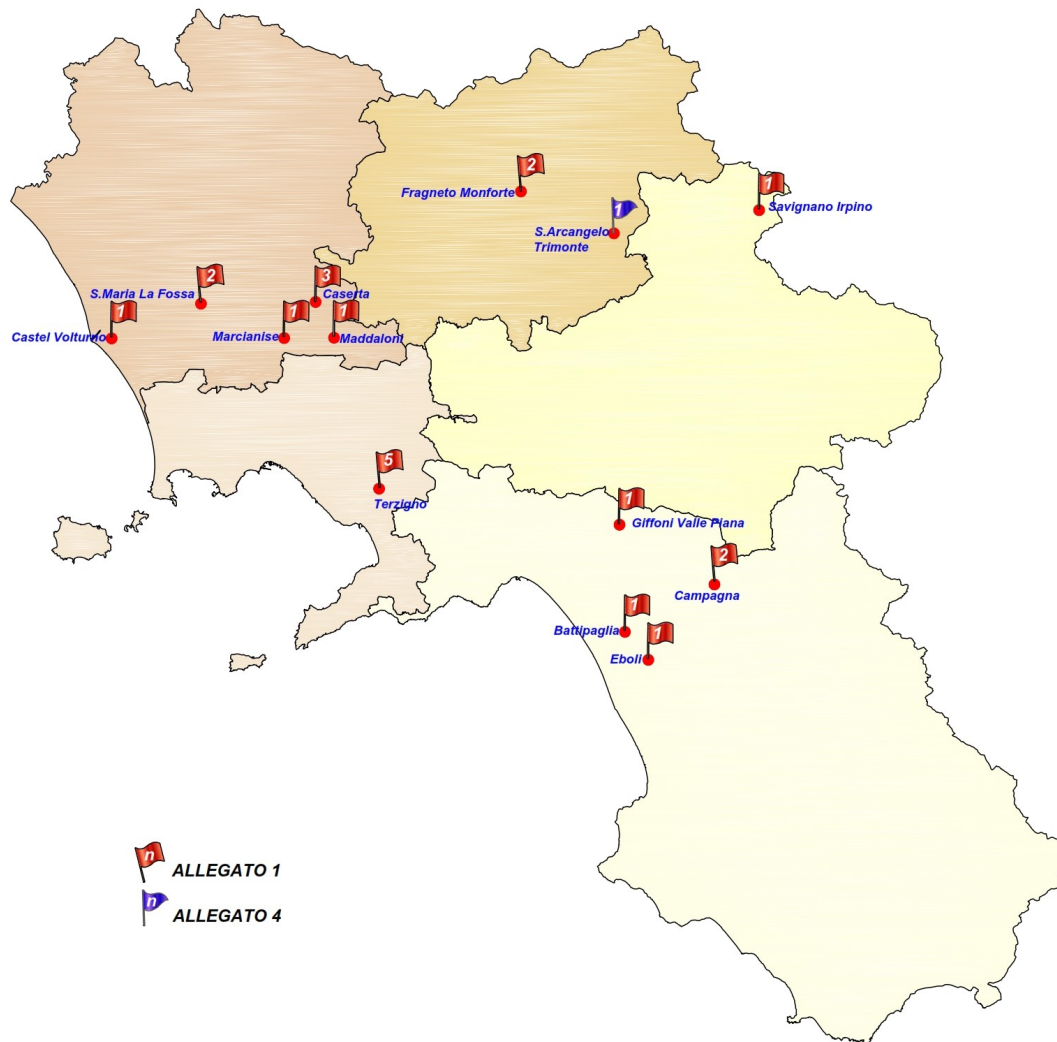 2
Fragneto Monforte
1
Savignano Irpino
1
S.Arcangelo
Trimonte
2
S.Maria La Fossa
3
Caserta
1
Castel Volturno
1
Marcianise
1
Maddaloni
5
Terzigno
1
Giffoni Valle Piana
2
Campagna
1
Battipaglia
1
Eboli
n
ALLEGATO 1
n
ALLEGATO 4